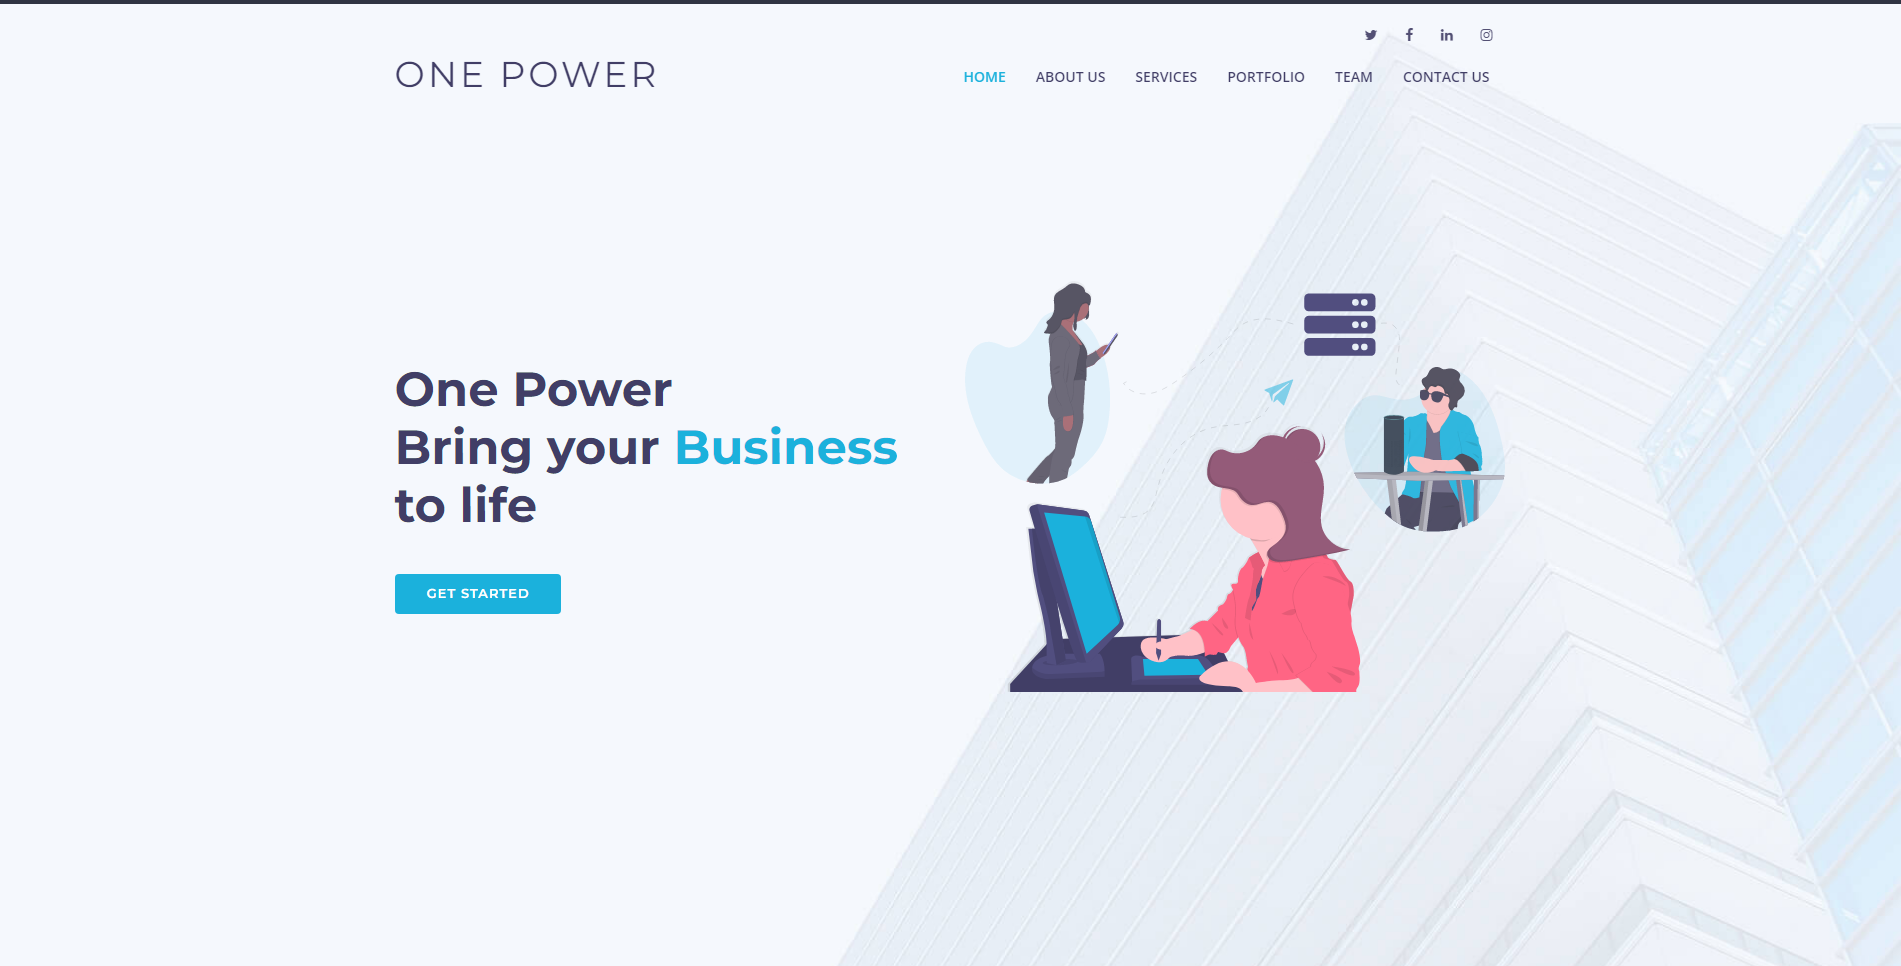 ONE POWER
HOME ABOUT US SERVICES PORTFOLIO TEAM CONTACT US
One Power
Bring your Business
to life
GET STARTED